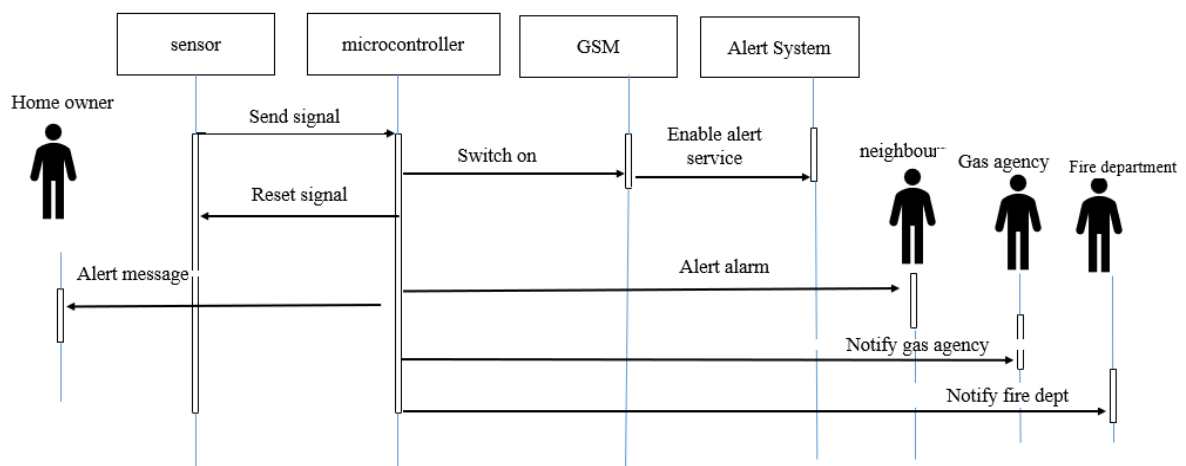 sensor
microcontroller
GSM
Alert System
Home owner
Send signal
Enable alert
service
Switch on
neighbour
Gas agency
Fire department
Reset signal
Alert message
Alert alarm
Notify gas agency
Notify fire dept